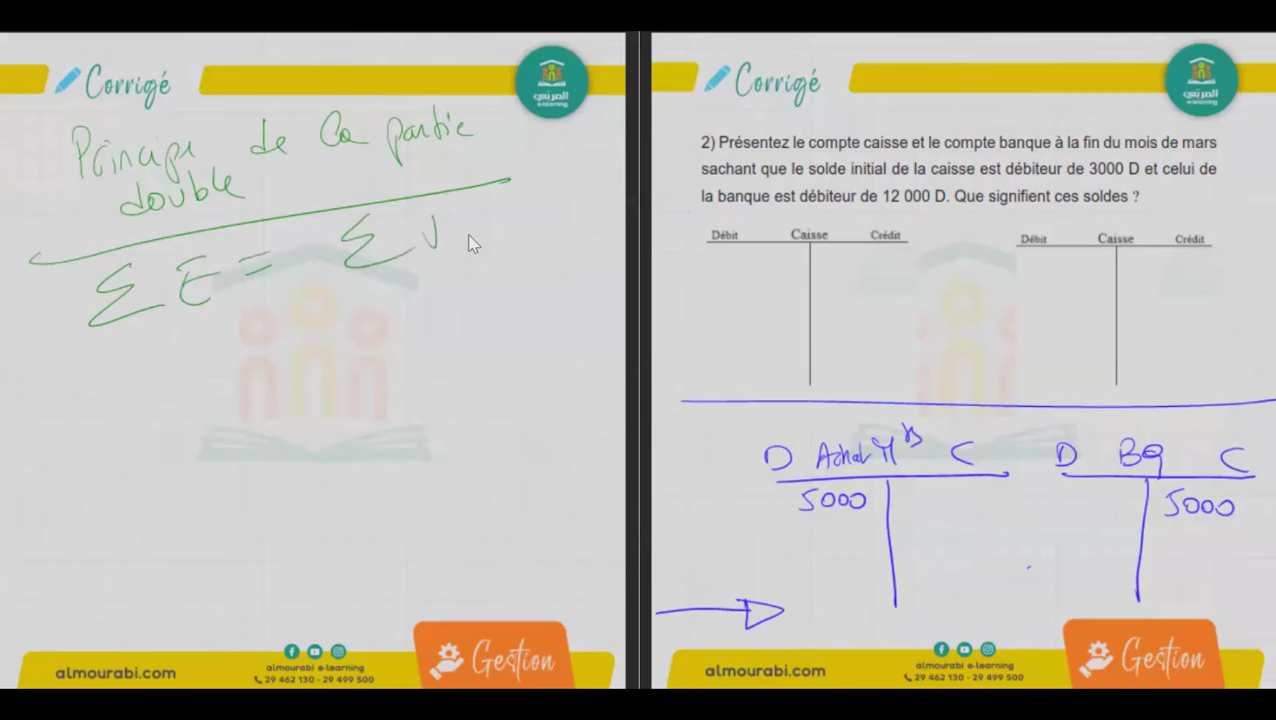 Corrigé
المربّي
e-learning
Principe de la partie
double
Σ E = Σ
Gestion
almourabi.com
almourabi e-learning
29 462 130 - 29 499 500
Corrigé
المربّي
e-learning
2) Présentez le compte caisse et le compte banque à la fin du mois de mars
sachant que le solde initial de la caisse est débiteur de 3000 D et celui de
la banque est débiteur de 12 000 D. Que signifient ces soldes ?
Débit Caisse Crédit
Débit Caisse Crédit
D Achat C
5000
D Bq C
5000
Gestion
almourabi.com
almourabi e-learning
29 462 130 - 29 499 500